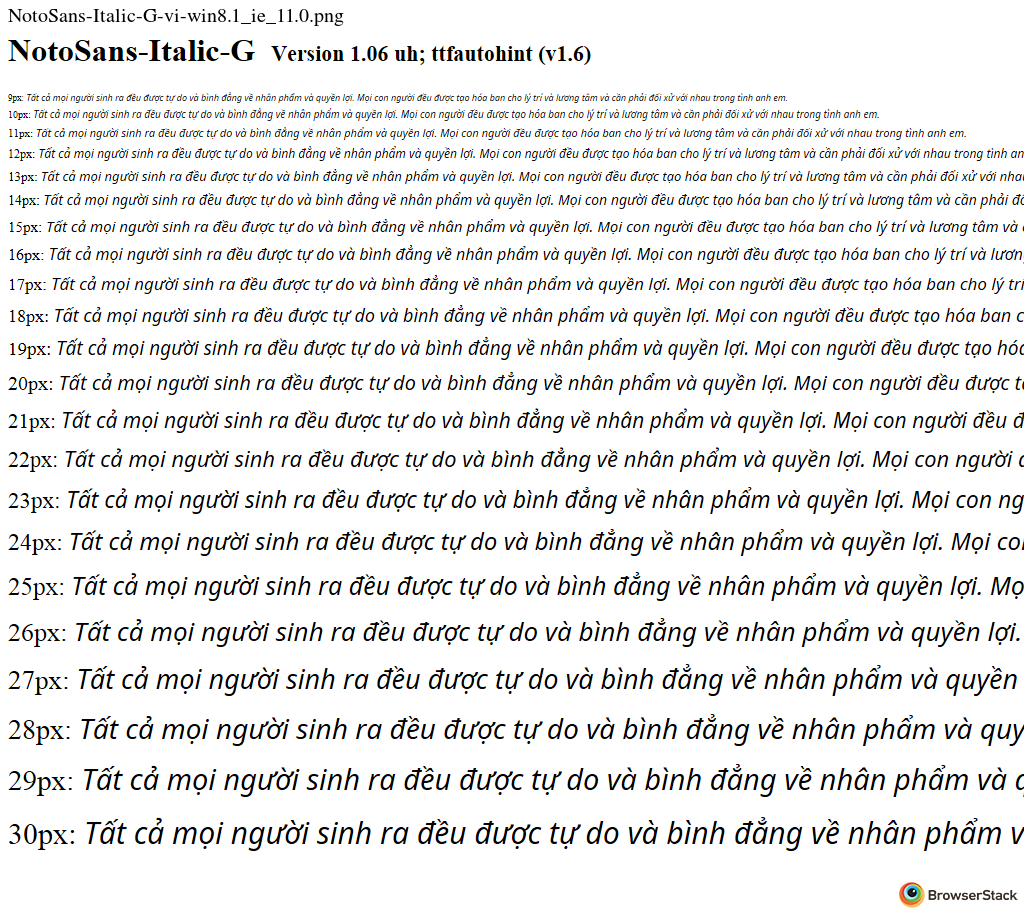 NotoSans-Italic-G-vi-win8.1_ie_11.0.png
NotoSans-Italic-G Version 1.06 uh; ttfautohint (v1.6)
9px: Tất cả mọi người sinh ra đều được tự do và bình đẳng về nhân phẩm và quyền lợi. Mọi con người đều được tạo hóa ban cho lý trí và lương tâm và cần phải đối xử với nhau trong tình anh em.
10px: Tất cả mọi người sinh ra đều được tự do và bình đẳng về nhân phẩm và quyền lợi. Mọi con người đều được tạo hóa ban cho lý trí và lương tâm và cần phải đối xử với nhau trong tình anh em.
11px: Tất cả mọi người sinh ra đều được tự do và bình đẳng về nhân phẩm và quyền lợi. Mọi con người đều được tạo hóa ban cho lý trí và lương tâm và cần phải đối xử với nhau trong tình anh em.
12px: Tất cả mọi người sinh ra đều được tự do và bình đẳng về nhân phẩm và quyền lợi. Mọi con người đều được tạo hóa ban cho lý trí và lương tâm và cần phải đối xử với nhau trong tình an
13px: Tất cả mọi người sinh ra đều được tự do và bình đẳng về nhân phẩm và quyền lợi. Mọi con người đều được tạo hóa ban cho lý trí và lương tâm và cần phải đối xử với nha
14px: Tất cả mọi người sinh ra đều được tự do và bình đẳng về nhân phẩm và quyền lợi. Mọi con người đều được tạo hóa ban cho lý trí và lương tâm và cần phải đố
15px: Tất cả mọi người sinh ra đều được tự do và bình đẳng về nhân phẩm và quyền lợi. Mọi con người đều được tạo hóa ban cho lý trí và lương tâm và
16px: Tất cả mọi người sinh ra đều được tự do và bình đẳng về nhân phẩm và quyền lợi. Mọi con người đều được tạo hóa ban cho lý trí và lươn
17px: Tất cả mọi người sinh ra đều được tự do và bình đẳng về nhân phẩm và quyền lợi. Mọi con người đều được tạo hóa ban cho lý trí
18px: Tất cả mọi người sinh ra đều được tự do và bình đẳng về nhân phẩm và quyền lợi. Mọi con người đều được tạo hóa ban c
19px: Tất cả mọi người sinh ra đều được tự do và bình đẳng về nhân phẩm và quyền lợi. Mọi con người đều được tạo hóa
20px: Tất cả mọi người sinh ra đều được tự do và bình đẳng về nhân phẩm và quyền lợi. Mọi con người đều được tạ
21px: Tất cả mọi người sinh ra đều được tự do và bình đẳng về nhân phẩm và quyền lợi. Mọi con người đều đ
22px: Tất cả mọi người sinh ra đều được tự do và bình đẳng về nhân phẩm và quyền lợi. Mọi con người
23px: Tất cả mọi người sinh ra đều được tự do và bình đẳng về nhân phẩm và quyền lợi. Mọi con ng
24px: Tất cả mọi người sinh ra đều được tự do và bình đẳng về nhân phẩm và quyền lợi. Mọi con
25px: Tất cả mọi người sinh ra đều được tự do và bình đẳng về nhân phẩm và quyền lợi. Mọ
26px: Tất cả mọi người sinh ra đều được tự do và bình đẳng về nhân phẩm và quyền lợi.
27px: Tất cả mọi người sinh ra đều được tự do và bình đẳng về nhân phẩm và quyền
28px: Tất cả mọi người sinh ra đều được tự do và bình đẳng về nhân phẩm và quy
29px: Tất cả mọi người sinh ra đều được tự do và bình đẳng về nhân phẩm và q
30px: Tất cả mọi người sinh ra đều được tự do và bình đẳng về nhân phẩm v
BrowserStack